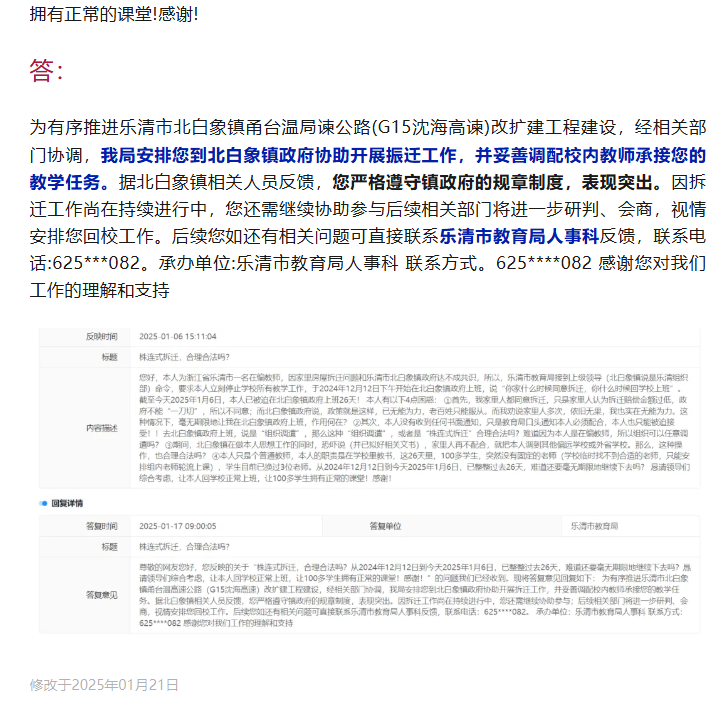 拥有正常的课堂!感谢!
答：
为有序推进乐清市北白象镇甬台温局谏公路(G15沈海高谏)改扩建工程建设，经相关部
门协调，我局安排您到北白象镇政府协助开展振迁工作，并妥善调配校内教师承接您的
教学任务。据北白象镇相关人员反馈，您严格遵守镇政府的规章制度，表现突出。因拆
迁工作尚在持续进行中，您还需继续协助参与后续相关部门将进一步研判、会商，视情
安排您回校工作。后续您如还有相关问题可直接联系乐清市教育局人事科反馈，联系电
话:625***082。承办单位:乐清市教育局人事科 联系方式。625****082 感谢您对我们
工作的理解和支持
反映时间 2025-01-06 15:11:04
标题 株连式拆迁，合理合法吗?
内容描述
您好，本人为浙江省乐清市一名在编教师，因家里房屋拆迁问题和乐清市北白象镇政府达不成共识，所以，乐清市教育局接到上级领导（北白象镇说是乐清组织
部）命令，要求本人立刻停止学校所有教学工作，于2024年12月12日下午开始在北白象镇政府上班，说“你家什么时候同意拆迁，你什么时候回学校上班”。
截至今天2025年1月6日，本人已被迫在北白象镇政府上班26天！ 本人有以下4点困惑：①首先，我家里人都同意拆迁，只是家里人认为拆迁赔偿金额过低，政
府不能“一刀切”，所以不同意；而北白象镇政府说，政策就是这样，已无能为力，老百姓只能服从。而我劝说家里人多次，依旧无果，我也实在无能为力。这
种情况下，毫无期限地让我在北白象镇政府上班，作用何在？ ②其次，本人没有收到任何书面通知，只是教育局口头通知本人必须配合，本人也只能被迫接
受！！去北白象镇政府上班，说是“组织调遣”，那么这种“组织调遣”，或者是“株连式拆迁”合理合法吗？难道因为本人是在编教师，所以组织可以任意调
遣吗？ ③期间，北白象镇在做本人思想工作的同时，恐吓说（并已拟好相关文书），家里人再不配合，就把本人调到其他偏远学校或外省学校。那么，这种操
作，也合理合法吗？ ④本人只是个普通教师，本人的职责是在学校里教书，这26天里，100多学生，突然没有固定的老师（学校临时找不到合适的老师，只能安
排组内老师轮流上课），学生目前已换过3位老师。从2024年12月12日到今天2025年1月6日，已整整过去26天，难道还要毫无期限地继续下去吗？ 恳请领导们
综合考虑，让本人回学校正常上班，让100多学生拥有正常的课堂！感谢！
回复详情
答复时间 2025-01-17 09:00:05 答复单位 乐清市教育局
标题 株连式拆迁，合理合法吗?
答复意见
尊敬的网友您好，您反映的关于“株连式拆迁，合理合法吗？从2024年12月12日到今天2025年1月6日，已整整过去26天，难道还要毫无期限地继续下去吗？恳
请领导们综合考虑，让本人回学校正常上班，让100多学生拥有正常的课堂！感谢！”的问题我们已经收到。现将答复意见回复如下： 为有序推进乐清市北白象
镇甬台温高速公路（G15沈海高速）改扩建工程建设，经相关部门协调，我局安排您到北白象镇政府协助开展拆迁工作，并妥善调配校内教师承接您的教学任
务。据北白象镇相关人员反馈，您严格遵守镇政府的规章制度，表现突出。因拆迁工作尚在持续进行中，您还需继续协助参与；后续相关部门将进一步研判、会
商，视情安排您回校工作。后续您如还有相关问题可直接联系乐清市教育局人事科反馈，联系电话：625****082。 承办单位：乐清市教育局人事科 联系方式：
625****082 感谢您对我们工作的理解和支持
修改于2025年01月21日